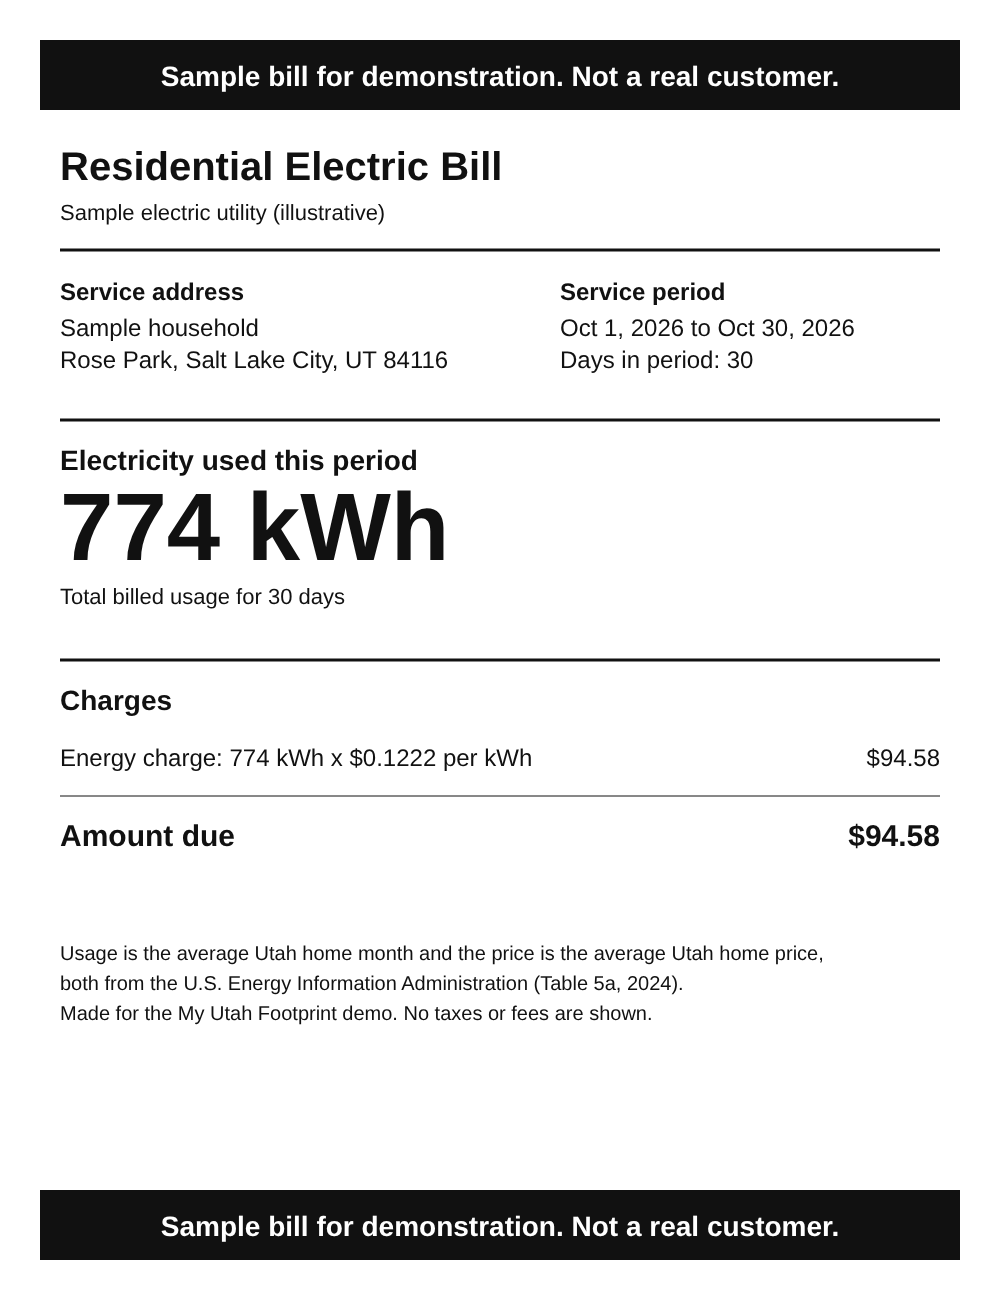 Sample bill for demonstration. Not a real customer.
Residential Electric Bill
Sample electric utility (illustrative)
Service address
Sample household
Rose Park, Salt Lake City, UT 84116
Service period
Oct 1, 2026 to Oct 30, 2026
Days in period: 30
Electricity used this period
774 kWh
Total billed usage for 30 days
Charges
Energy charge: 774 kWh x $0.1222 per kWh $94.58
Amount due $94.58
Usage is the average Utah home month and the price is the average Utah home price,
both from the U.S. Energy Information Administration (Table 5a, 2024).
Made for the My Utah Footprint demo. No taxes or fees are shown.
Sample bill for demonstration. Not a real customer.